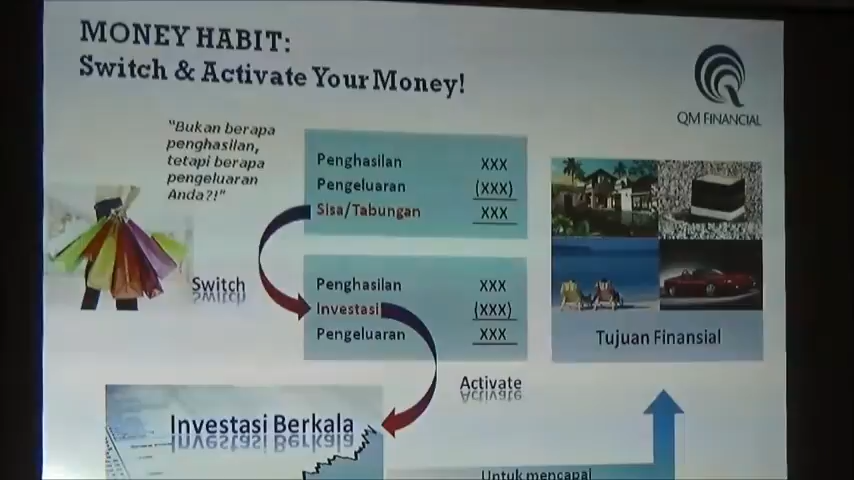 MONEY HABIT:
Switch & Activate Your Money!
QM FINANCIAL
"Bukan berapa
penghasilan,
tetapi berapa
pengeluaran
Anda?!"
Penghasilan XXX
Pengeluaran (XXX)
Sisa/Tabungan XXX
Switch
Penghasilan XXX
Investasi (XXX)
Pengeluaran XXX
Tujuan Finansial
Activate
Investasi Berkala
Untuk mencapai